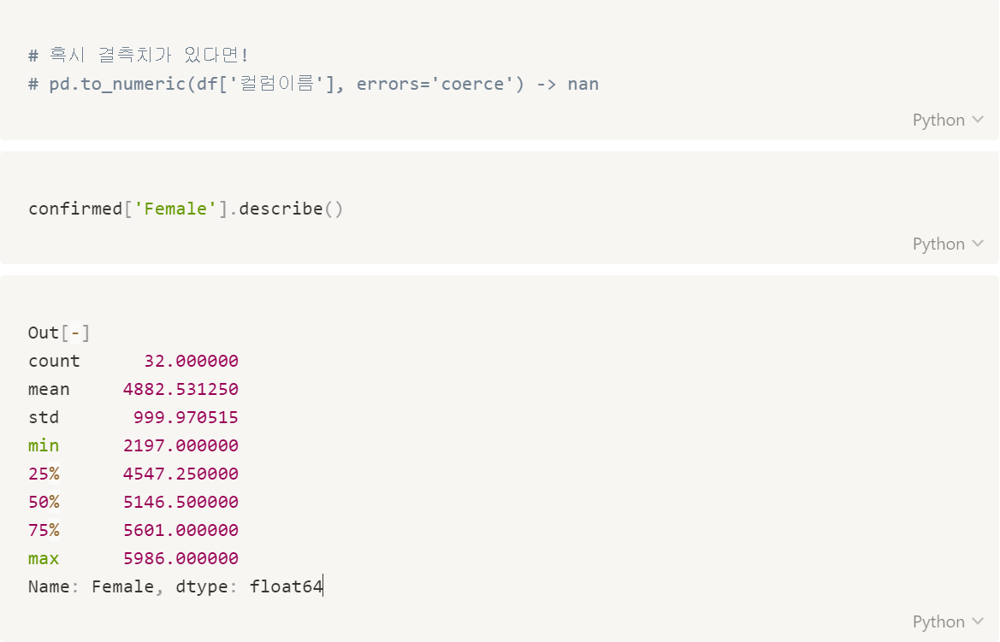 # 혹시 결측치가 있다면!
# pd.to_numeric(df['컬럼이름'], errors='coerce') -> nan
Python
confirmed['Female'].describe()
Python
Out[-]
count 32.000000
mean 4882.531250
std 999.970515
min 2197.000000
25% 4547.250000
50% 5146.500000
75% 5601.000000
max 5986.000000
Name: Female, dtype: float64
Python